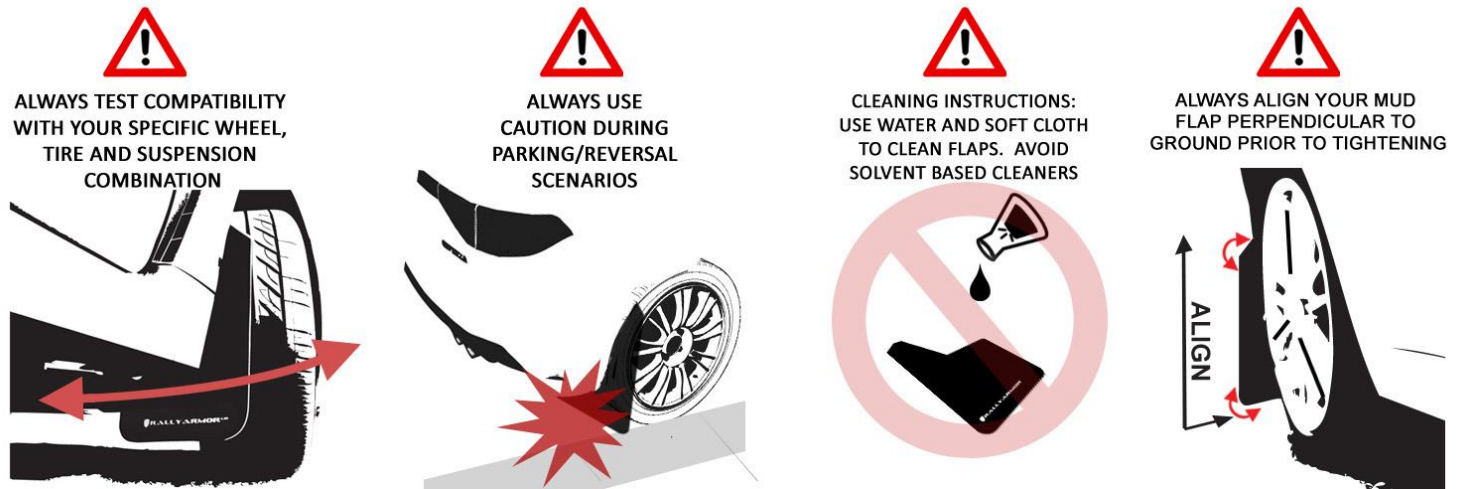 ALWAYS TEST COMPATIBILITY
WITH YOUR SPECIFIC WHEEL,
TIRE AND SUSPENSION
COMBINATION
RALLYARMOR™
ALWAYS USE
CAUTION DURING
PARKING/REVERSAL
SCENARIOS
CLEANING INSTRUCTIONS:
USE WATER AND SOFT CLOTH
TO CLEAN FLAPS. AVOID
SOLVENT BASED CLEANERS
RALLYARMOR
ALWAYS ALIGN YOUR MUD
FLAP PERPENDICULAR TO
GROUND PRIOR TO TIGHTENING
ALIGN